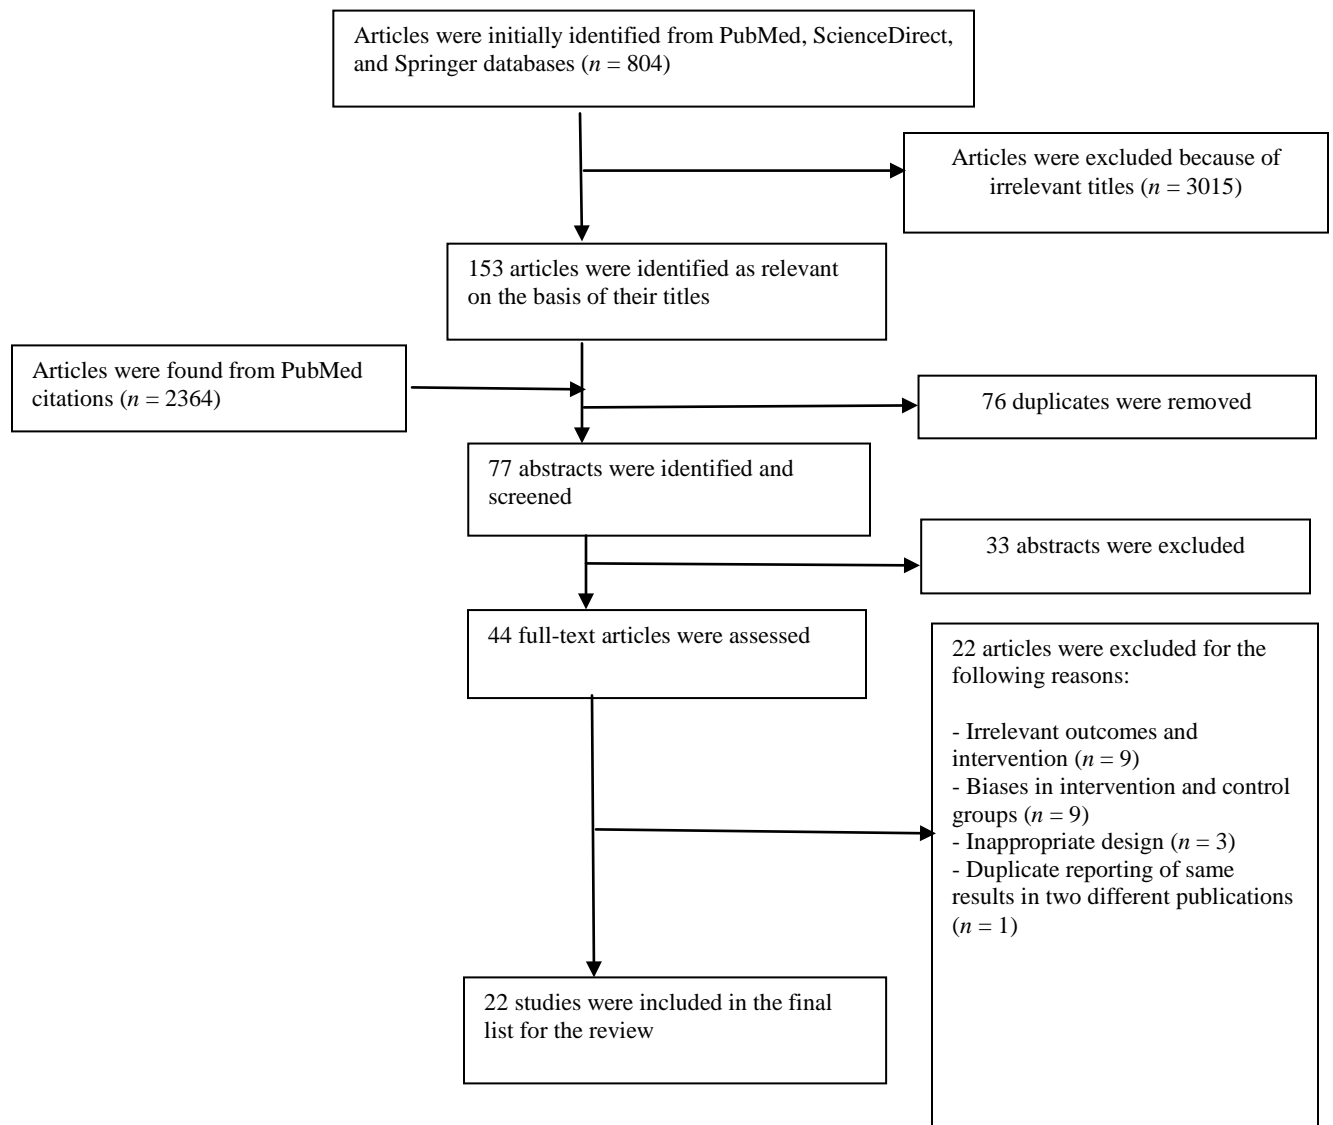 Articles were initially identified from PubMed, ScienceDirect,
and Springer databases (n = 804)
Articles were excluded because of
irrelevant titles (n = 3015)
153 articles were identified as relevant
on the basis of their titles
Articles were found from PubMed
citations (n = 2364)
76 duplicates were removed
77 abstracts were identified and
screened
33 abstracts were excluded
44 full-text articles were assessed
22 articles were excluded for the
following reasons:
- Irrelevant outcomes and
intervention (n = 9)
- Biases in intervention and control
groups (n = 9)
- Inappropriate design (n = 3)
- Duplicate reporting of same
results in two different publications
(n = 1)
22 studies were included in the final
list for the review